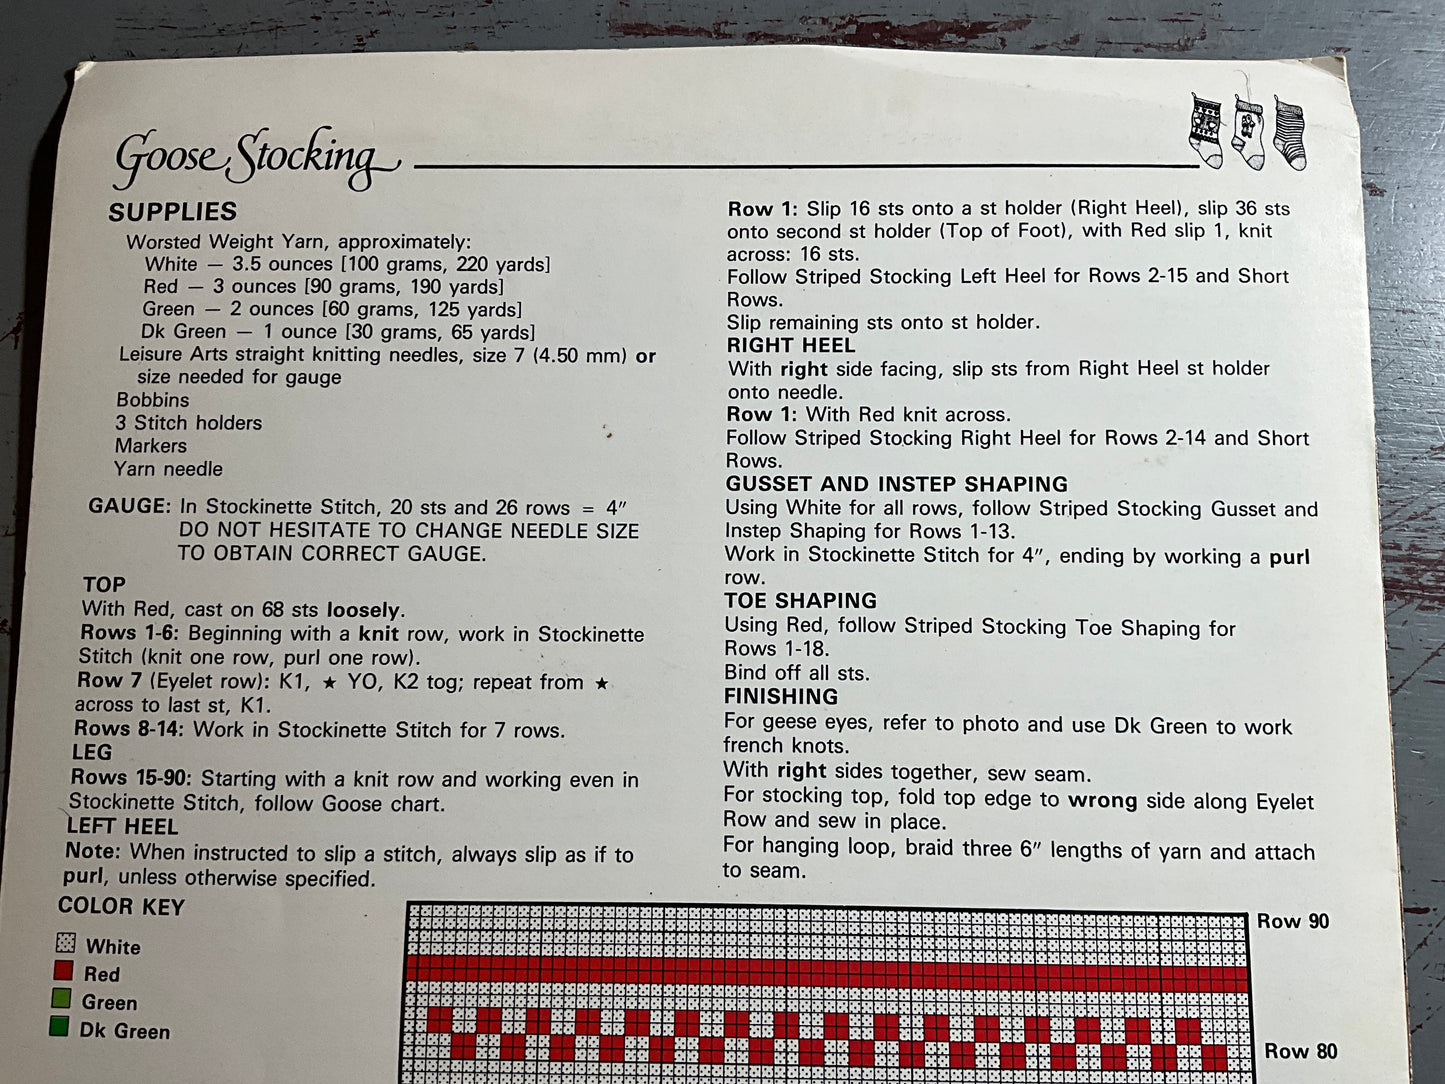 Goose Stocking
SUPPLIES
Worsted Weight Yarn, approximately:
White — 3.5 ounces [100 grams, 220 yards]
Red — 3 ounces [90 grams, 190 yards]
Green — 2 ounces [60 grams, 125 yards]
Dk Green — 1 ounce [30 grams, 65 yards]
Leisure Arts straight knitting needles, size 7 (4.50 mm) or
size needed for gauge
Bobbins
3 Stitch holders
Markers
Yarn needle
GAUGE: In Stockinette Stitch, 20 sts and 26 rows = 4"
DO NOT HESITATE TO CHANGE NEEDLE SIZE
TO OBTAIN CORRECT GAUGE.
TOP
With Red, cast on 68 sts loosely.
Rows 1-6: Beginning with a knit row, work in Stockinette
Stitch (knit one row, purl one row).
Row 7 (Eyelet row): K1, ★ YO, K2 tog; repeat from ★
across to last st, K1.
Rows 8-14: Work in Stockinette Stitch for 7 rows.
LEG
Rows 15-90: Starting with a knit row and working even in
Stockinette Stitch, follow Goose chart.
LEFT HEEL
Note: When instructed to slip a stitch, always slip as if to
purl, unless otherwise specified.
Row 1: Slip 16 sts onto a st holder (Right Heel), slip 36 sts
onto second st holder (Top of Foot), with Red slip 1, knit
across: 16 sts.
Follow Striped Stocking Left Heel for Rows 2-15 and Short
Rows.
Slip remaining sts onto st holder.
RIGHT HEEL
With right side facing, slip sts from Right Heel st holder
onto needle.
Row 1: With Red knit across.
Follow Striped Stocking Right Heel for Rows 2-14 and Short
Rows.
GUSSET AND INSTEP SHAPING
Using White for all rows, follow Striped Stocking Gusset and
Instep Shaping for Rows 1-13.
Work in Stockinette Stitch for 4", ending by working a purl
row.
TOE SHAPING
Using Red, follow Striped Stocking Toe Shaping for
Rows 1-18.
Bind off all sts.
FINISHING
For geese eyes, refer to photo and use Dk Green to work
french knots.
With right sides together, sew seam.
For stocking top, fold top edge to wrong side along Eyelet
Row and sew in place.
For hanging loop, braid three 6" lengths of yarn and attach
to seam.
COLOR KEY
White
Red
Green
Dk Green
Row 90
Row 80